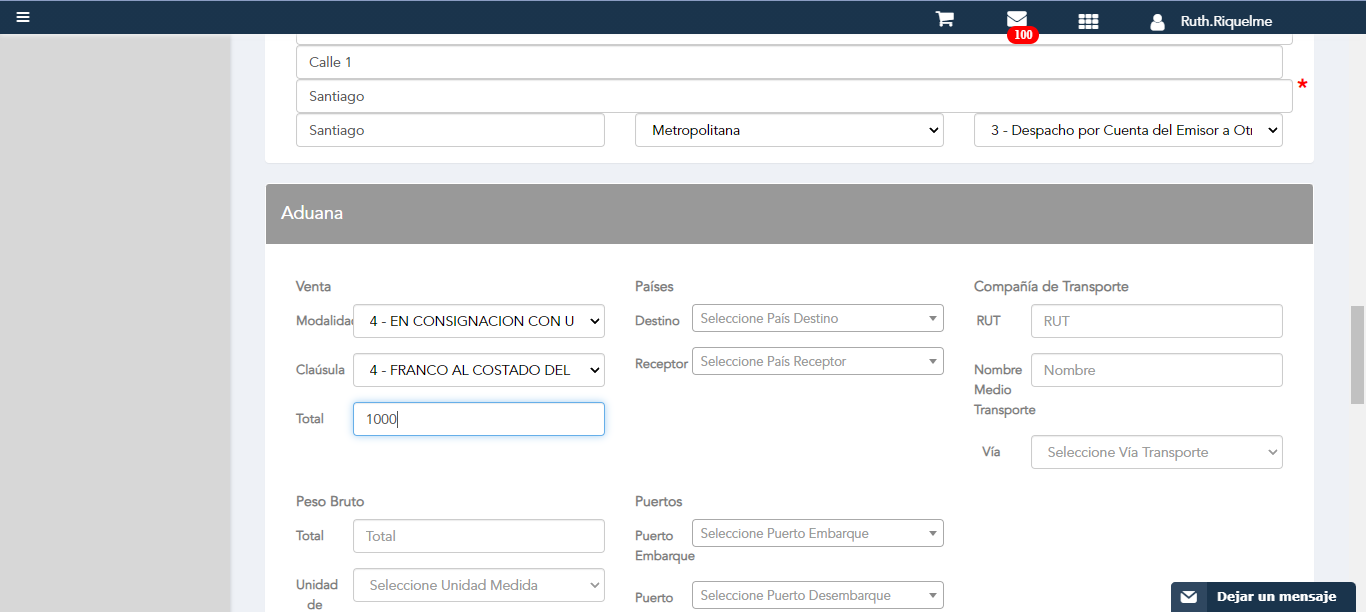 Ruth.Riquelme
100
Calle 1
Santiago
*
Santiago
Metropolitana
3 - Despacho por Cuenta del Emisor a Otr
Aduana
Venta
Modalidad
4 - EN CONSIGNACION CON U
Claúsula
4 - FRANCO AL COSTADO DEL
Total
1000
Países
Destino
Seleccione País Destino
Receptor
Seleccione País Receptor
Compañía de Transporte
RUT
RUT
Nombre
Medio
Transporte
Nombre
Vía
Seleccione Vía Transporte
Peso Bruto
Total
Total
Unidad
de
Seleccione Unidad Medida
Puertos
Puerto
Embarque
Seleccione Puerto Embarque
Puerto
Seleccione Puerto Desembarque
Dejar un mensaje